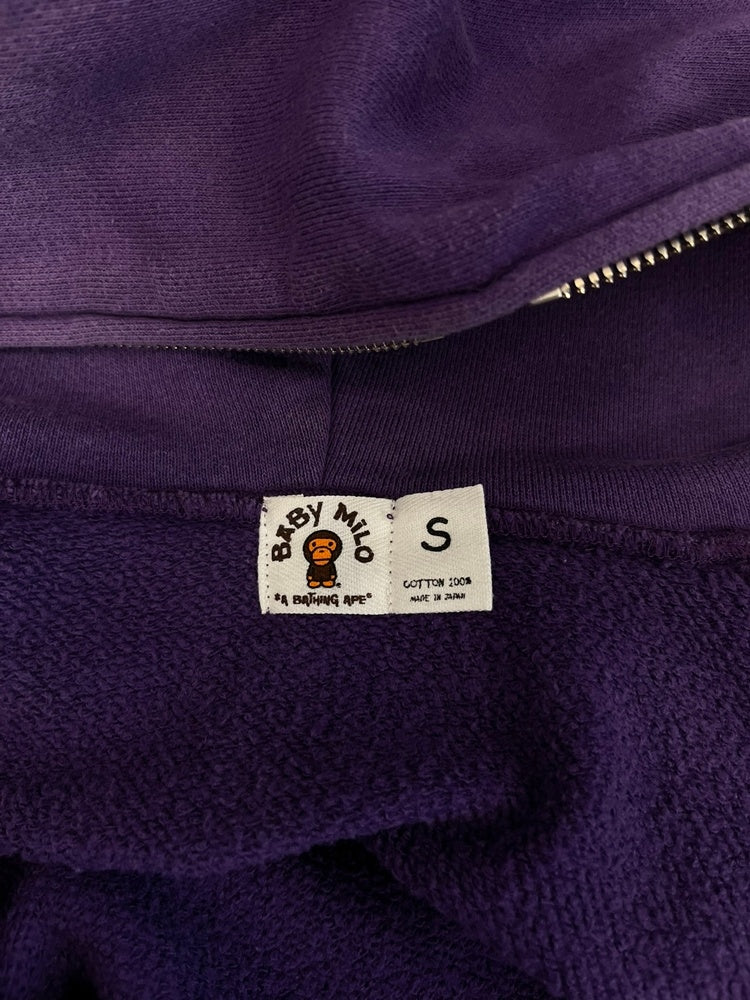 BABY MILO
"A BATHING APE"
S
COTTON 100%
MADE IN JAPAN